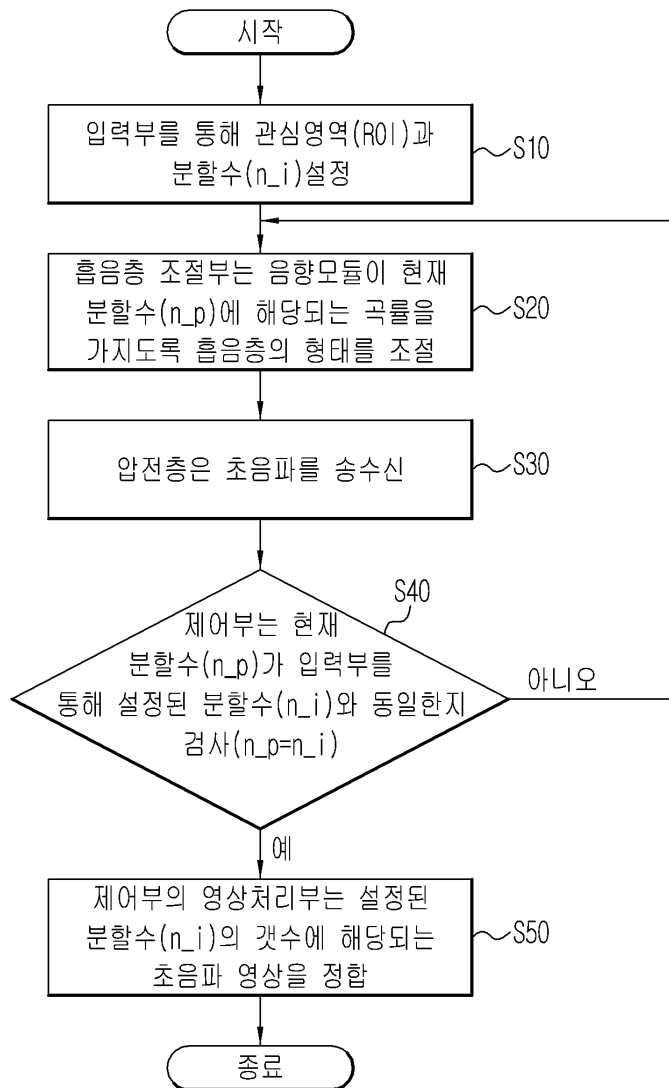 시작
입력부를 통해 관심영역(ROI)과
분할수(n_i)설정
S10
흡음층 조절부는 음향모듈이 현재
분할수(n_p)에 해당되는 곡률을
가지도록 흡음층의 형태를 조절
S20
압전층은 초음파를 송수신
S30
S40
제어부는 현재
분할수(n_p)가 입력부를
통해 설정된 분할수(n_i)와 동일한지
검사(n_p=n_i)
아니오
예
제어부의 영상처리부는 설정된
분할수(n_i)의 갯수에 해당되는
초음파 영상을 정합
S50
종료